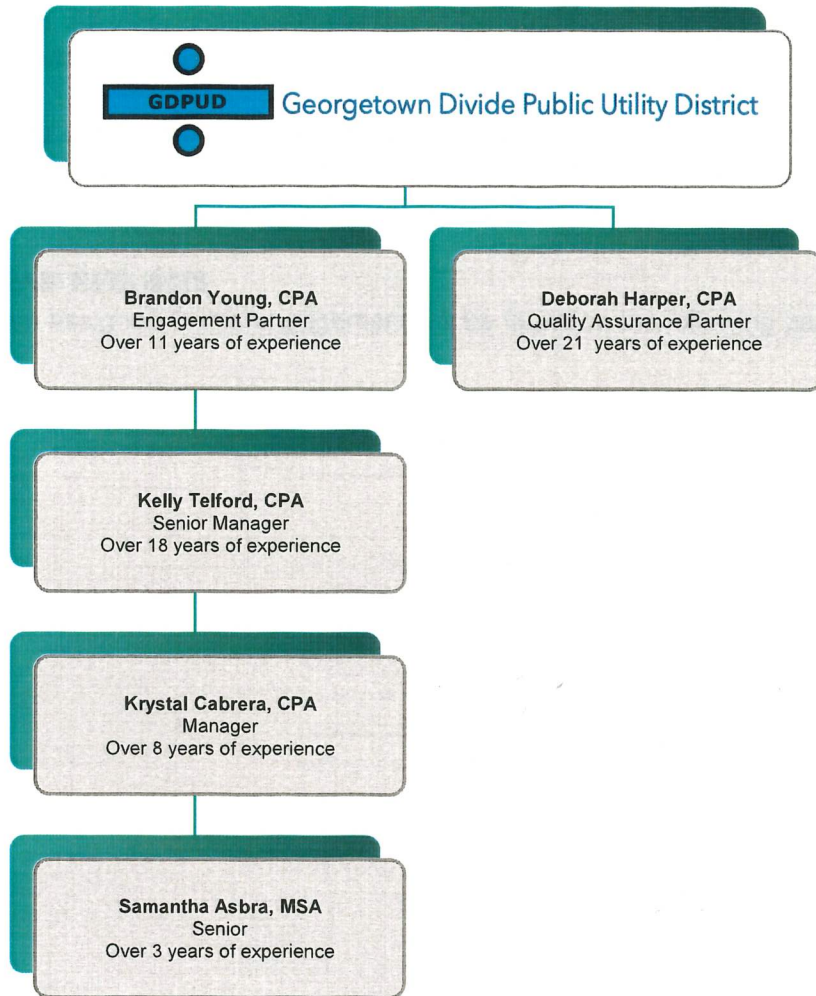 GDPUD Georgetown Divide Public Utility District
Brandon Young, CPA
Engagement Partner
Over 11 years of experience
Deborah Harper, CPA
Quality Assurance Partner
Over 21 years of experience
Kelly Telford, CPA
Senior Manager
Over 18 years of experience
Krystal Cabrera, CPA
Manager
Over 8 years of experience
Samantha Asbra, MSA
Senior
Over 3 years of experience